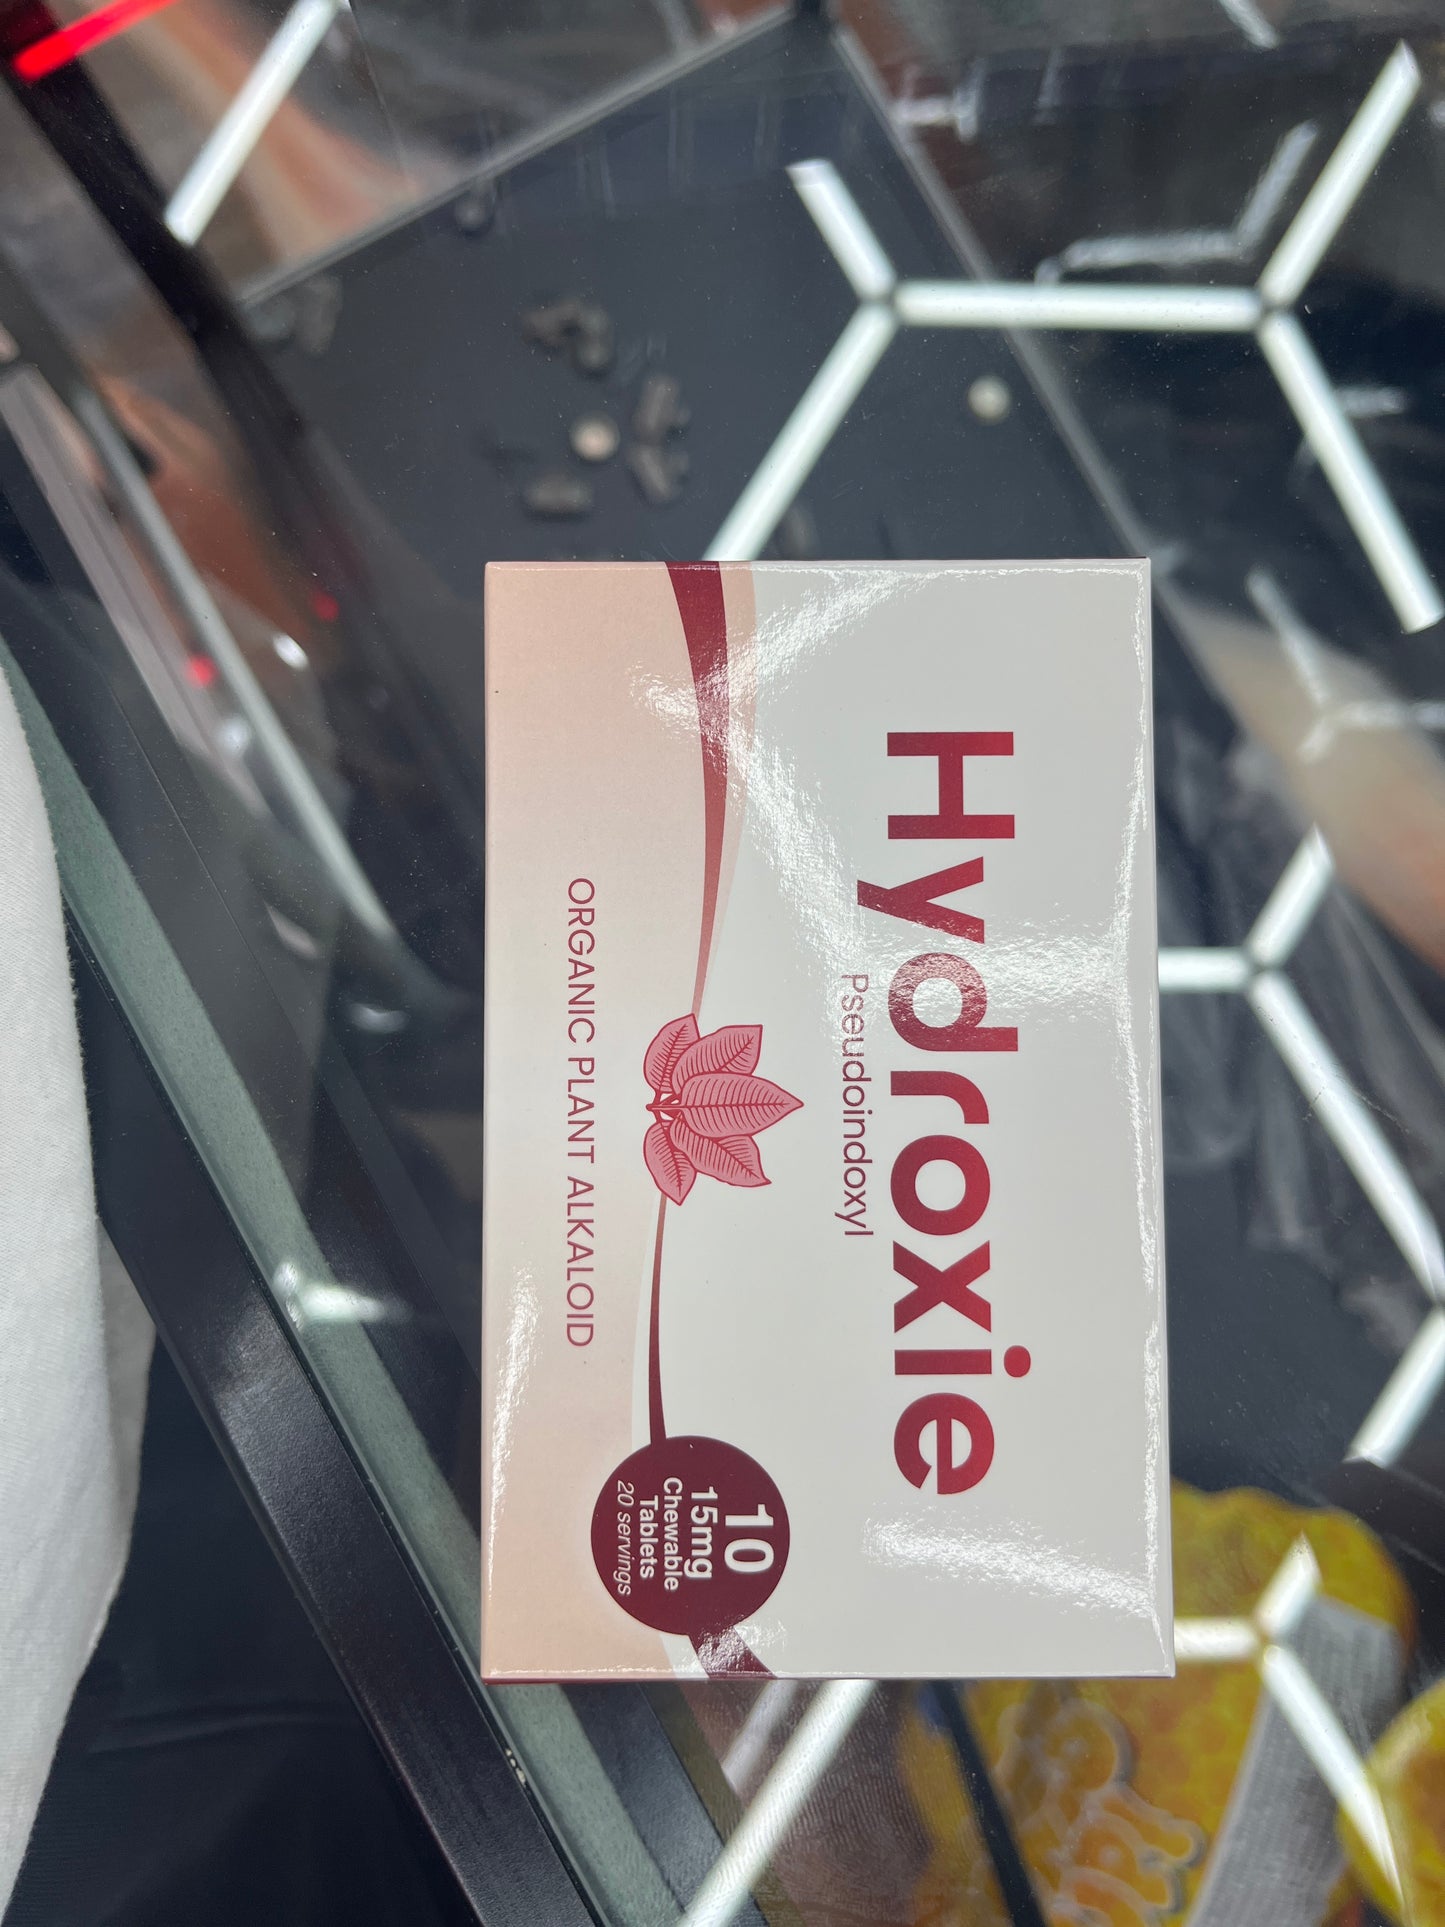 Hydroxie
Pseudoindoxyl
ORGANIC PLANT ALKALOID
10
15mg
Chewable
Tablets
20 servings